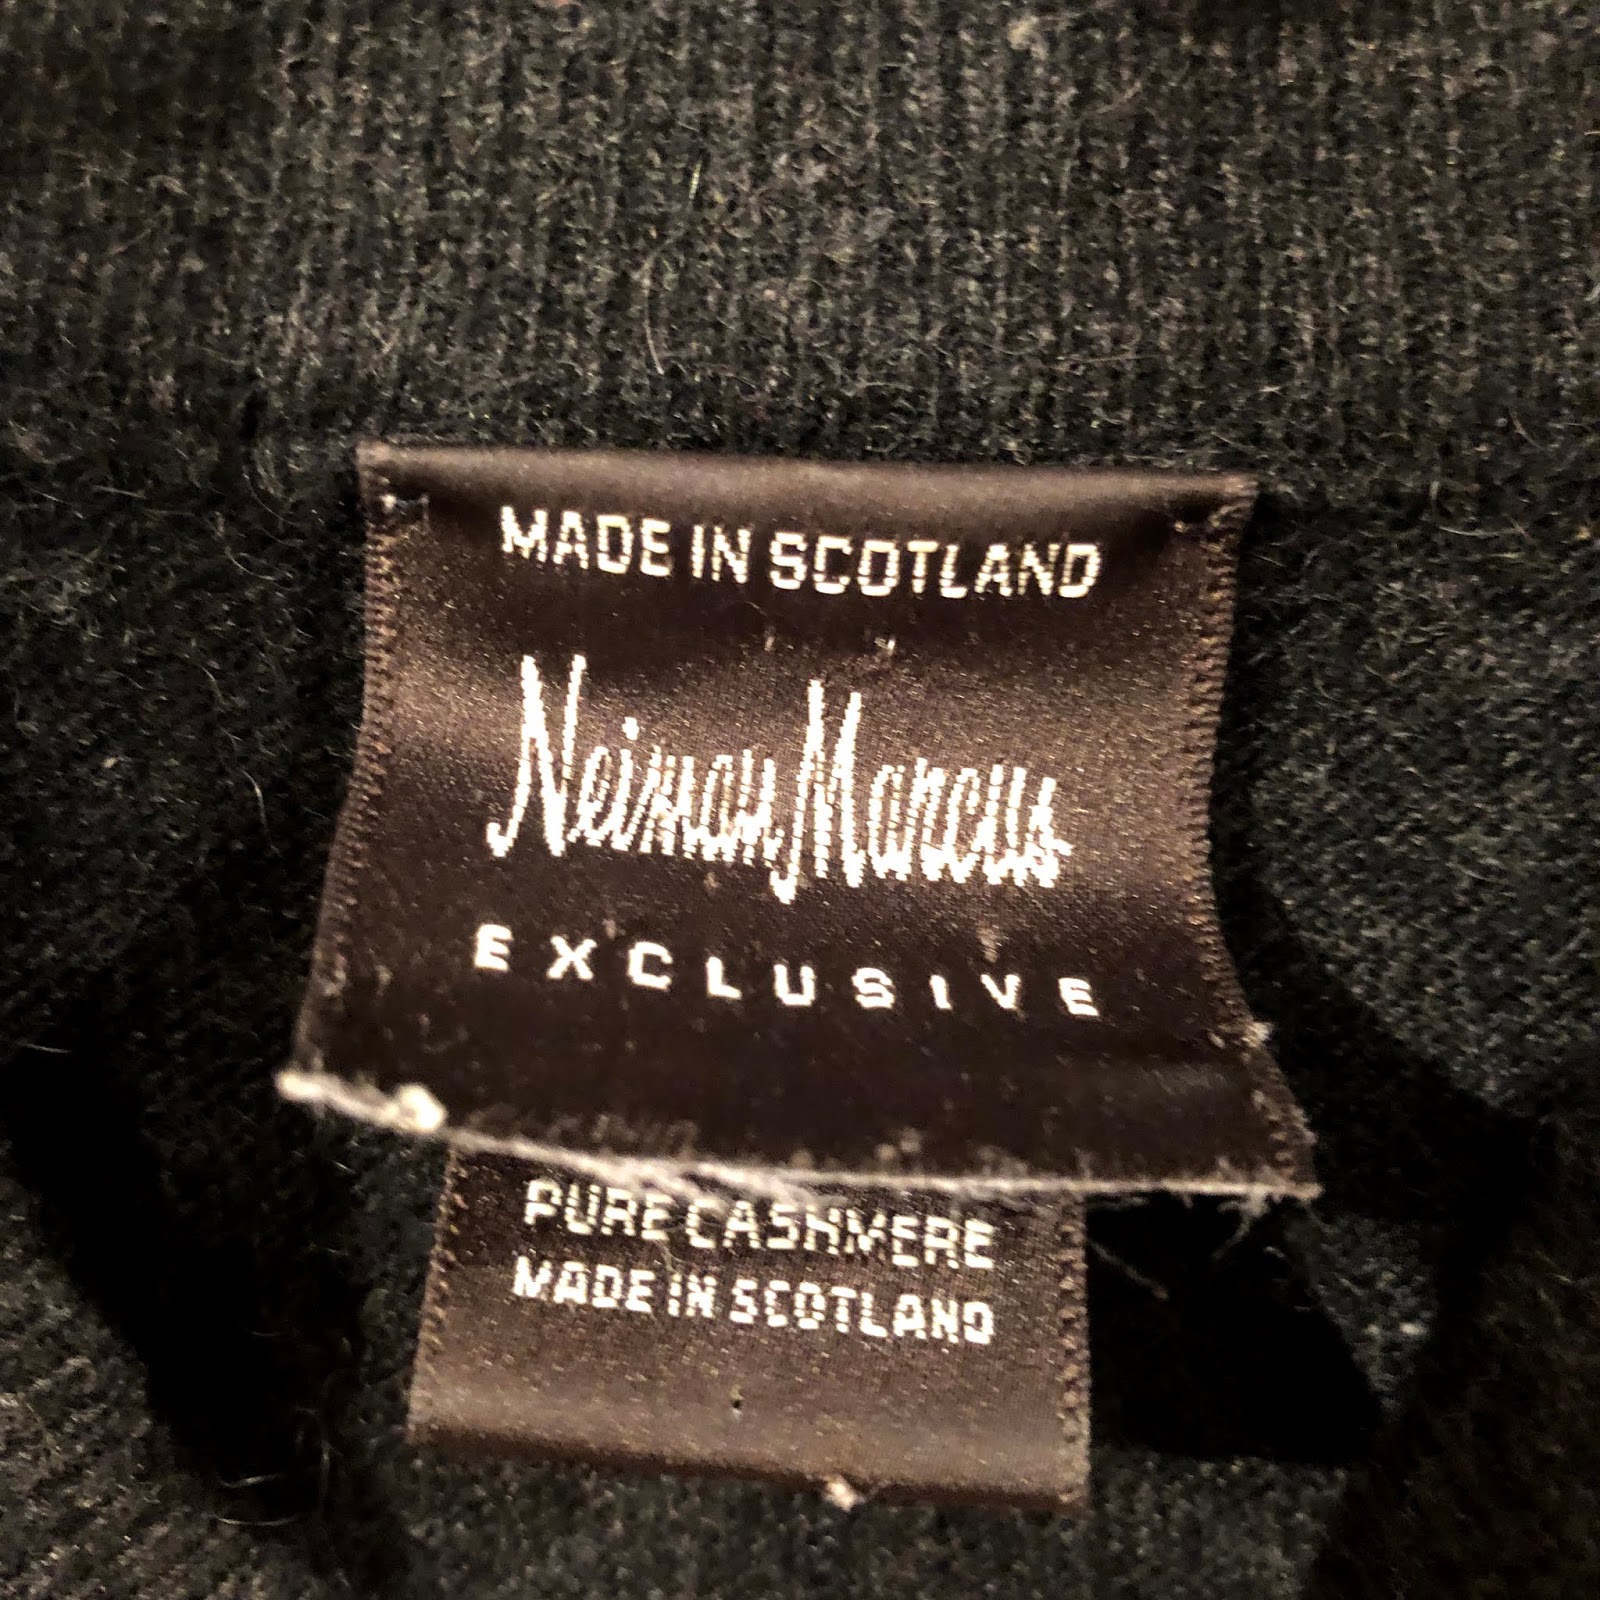 MADE IN SCOTLAND
Neiman Marcus
EXCLUSIVE
PURE CASHMERE
MADE IN SCOTLAND